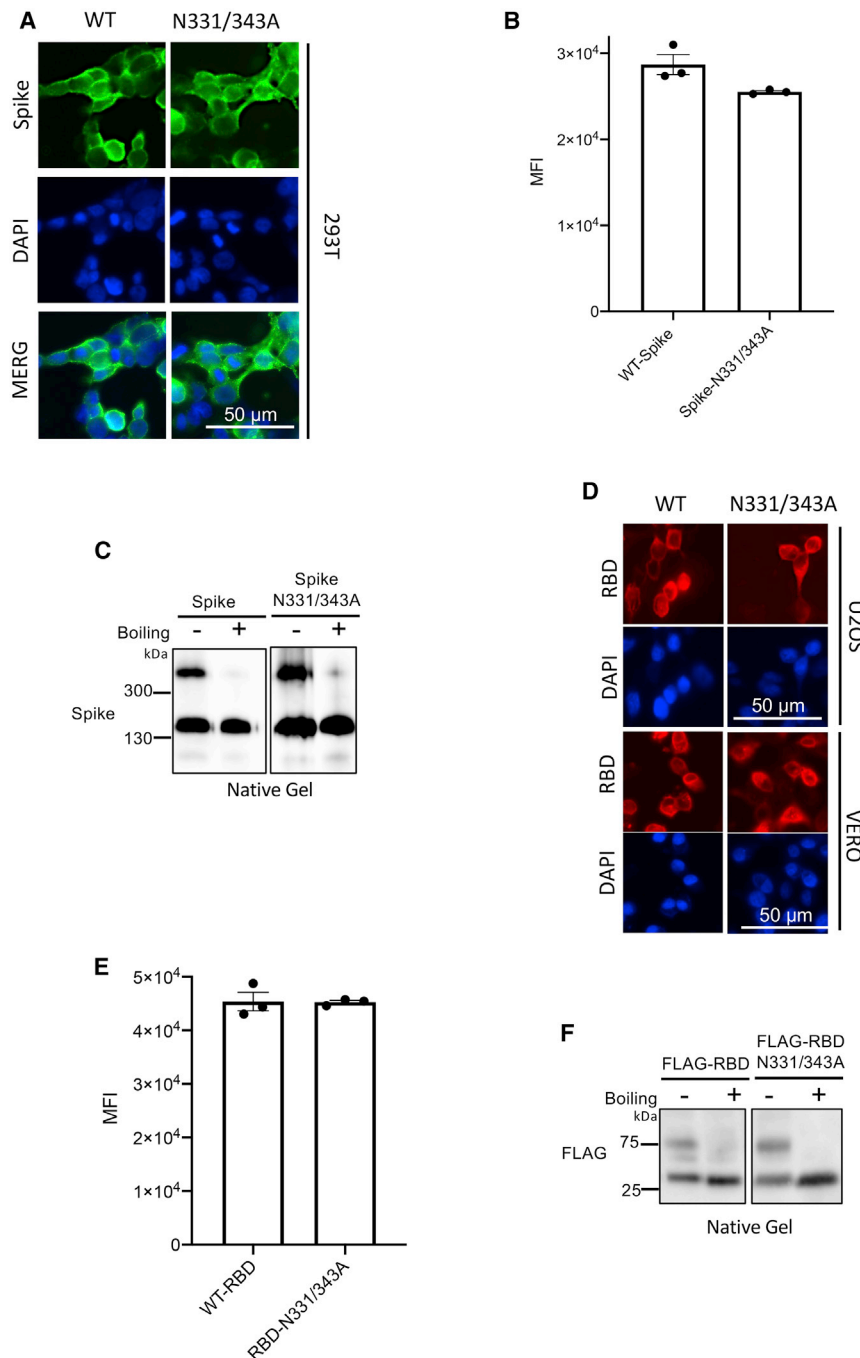 A
WT
N331/343A
Spike
DAPI
MERG
50 µm
293T
B
3×10⁴
2×10⁴
1×10⁴
0
MFI
WT-Spike
Spike-N331/343A
C
Spike
Spike
N331/343A
Boiling - + - +
kDa
300
Spike
130
Native Gel
D
WT
N331/343A
RBD
DAPI
50 µm
U2OS
RBD
DAPI
50 µm
VERO
E
5×10⁴
4×10⁴
3×10⁴
2×10⁴
1×10⁴
0
MFI
WT-RBD
RBD-N331/343A
F
FLAG-RBD
FLAG-RBD
N331/343A
Boiling - + - +
kDa
75
FLAG
25
Native Gel